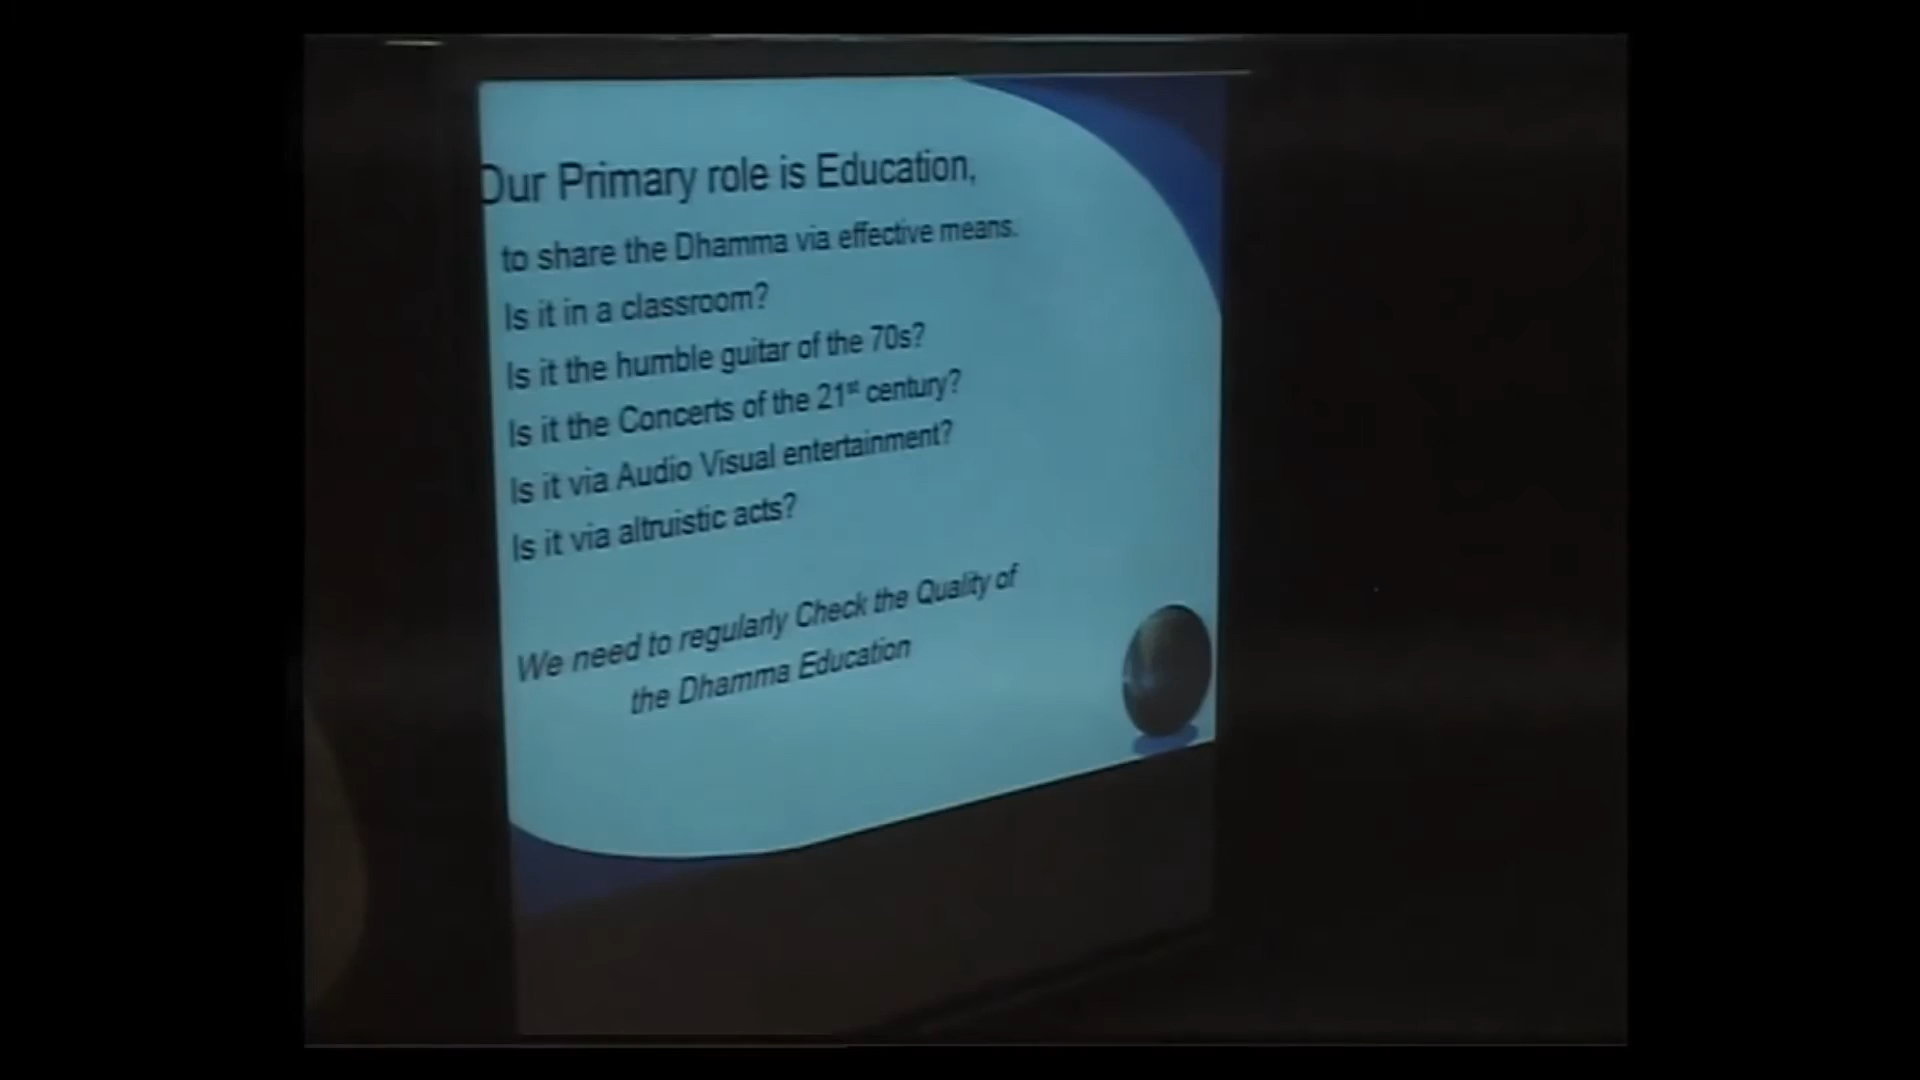 Our Primary role is Education,
to share the Dhamma via effective means.
Is it in a classroom?
Is it the humble guitar of the 70s?
Is it the Concerts of the 21st century?
Is it via Audio Visual entertainment?
Is it via altruistic acts?
We need to regularly Check the Quality of
the Dhamma Education